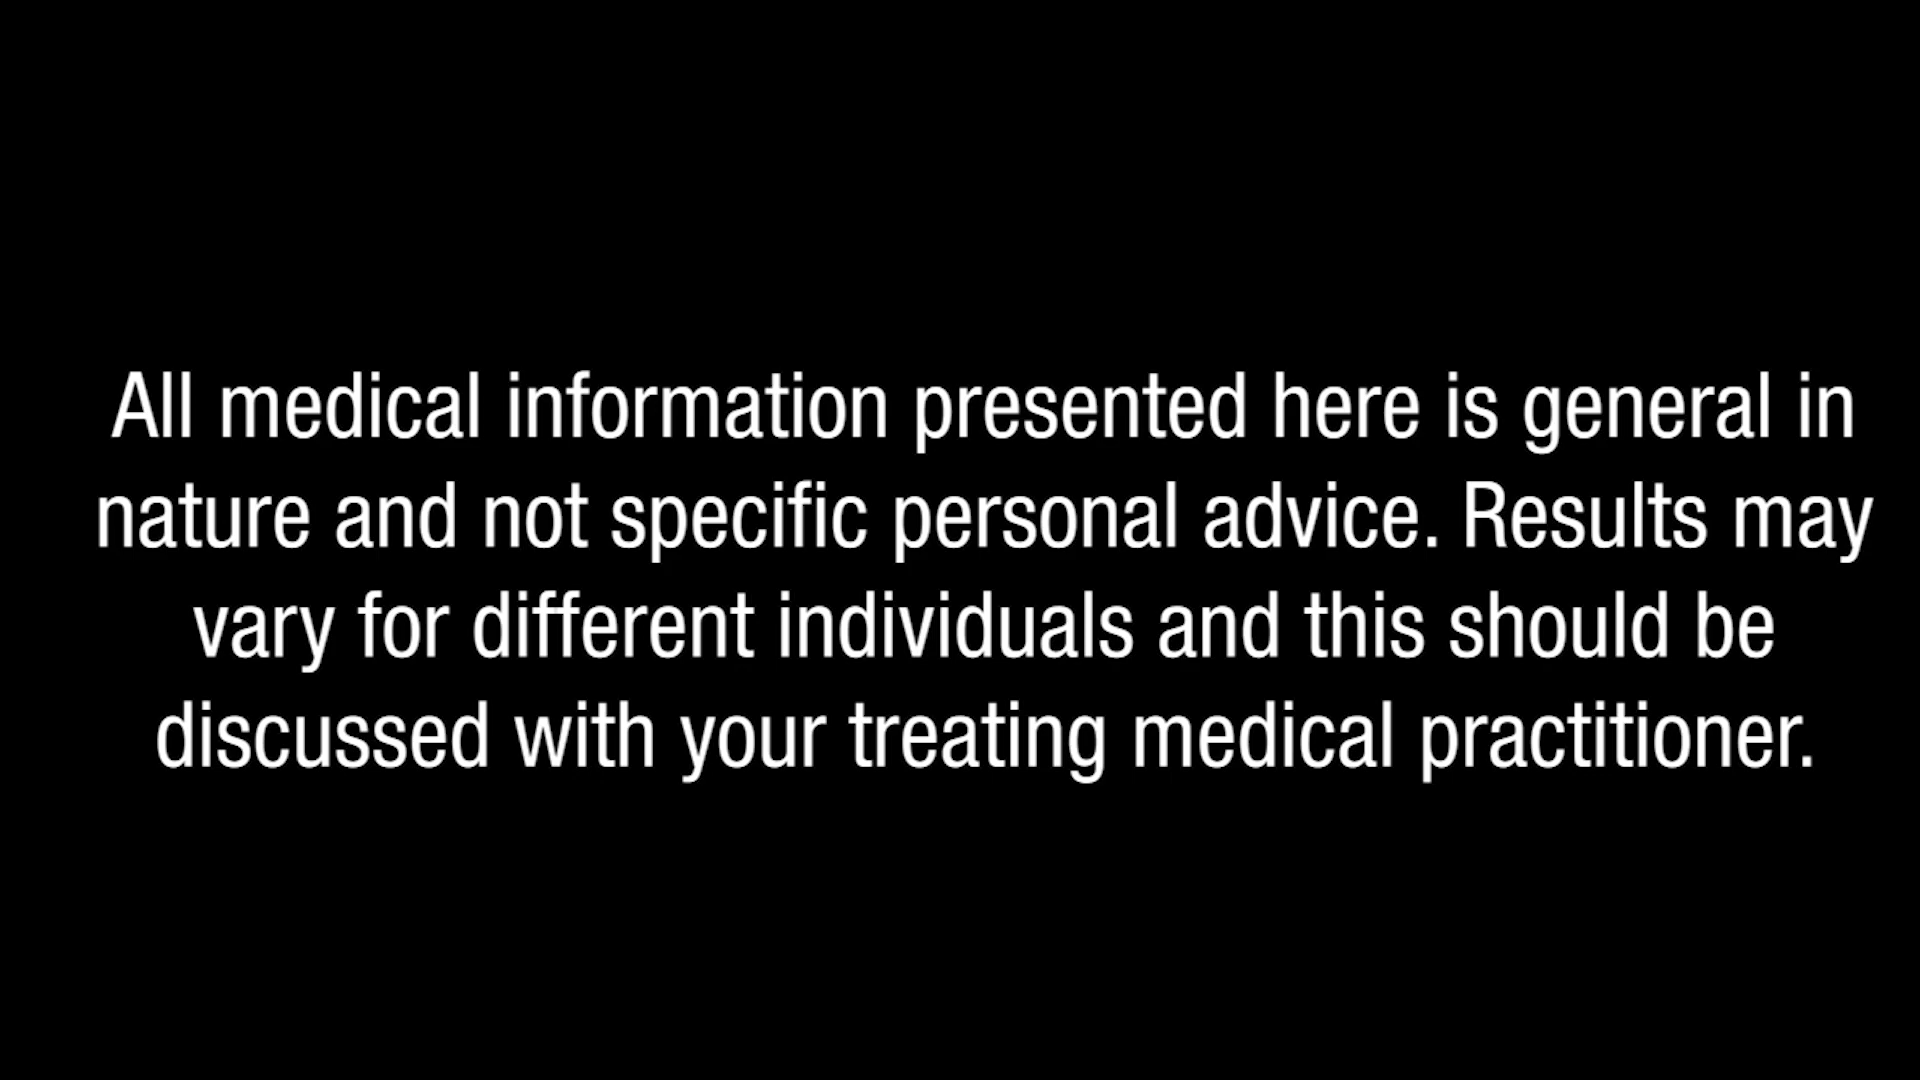 All medical information presented here is general in
nature and not specific personal advice. Results may
vary for different individuals and this should be
discussed with your treating medical practitioner.